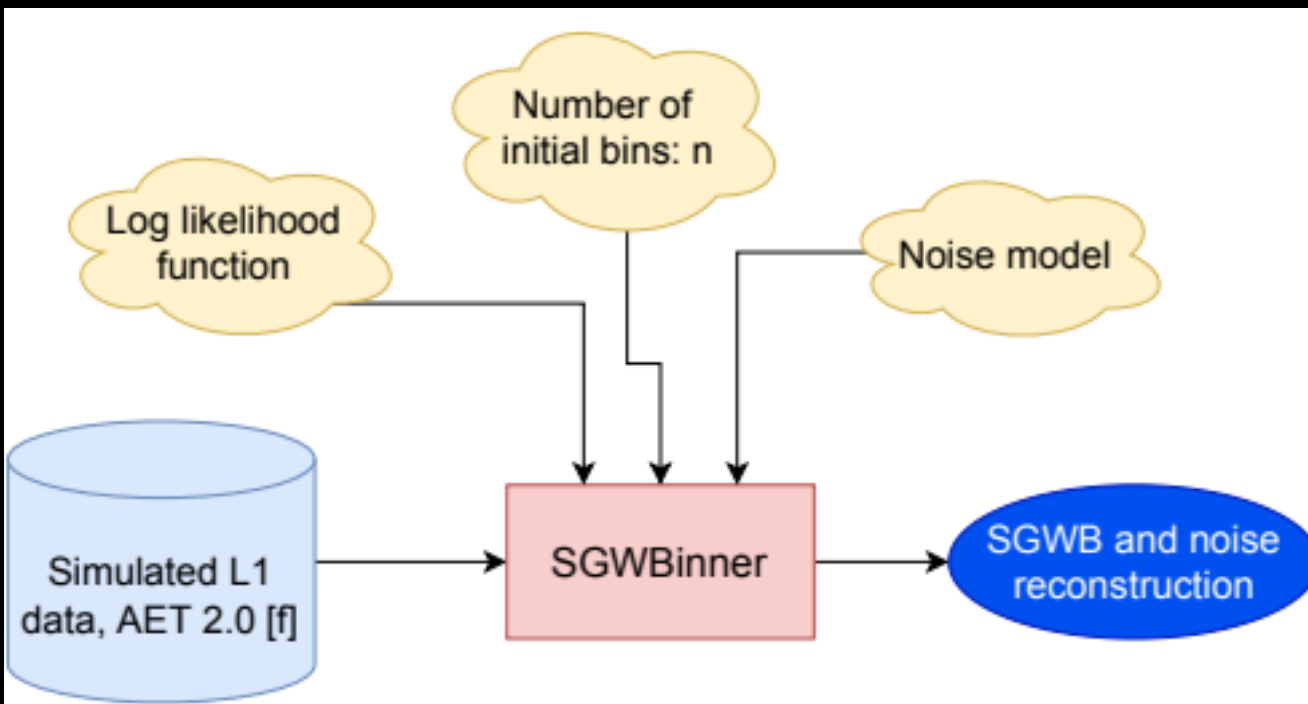 Number of
initial bins: n
Log likelihood
function
Noise model
Simulated L1
data, AET 2.0 [f]
SGWBinner
SGWB and noise
reconstruction